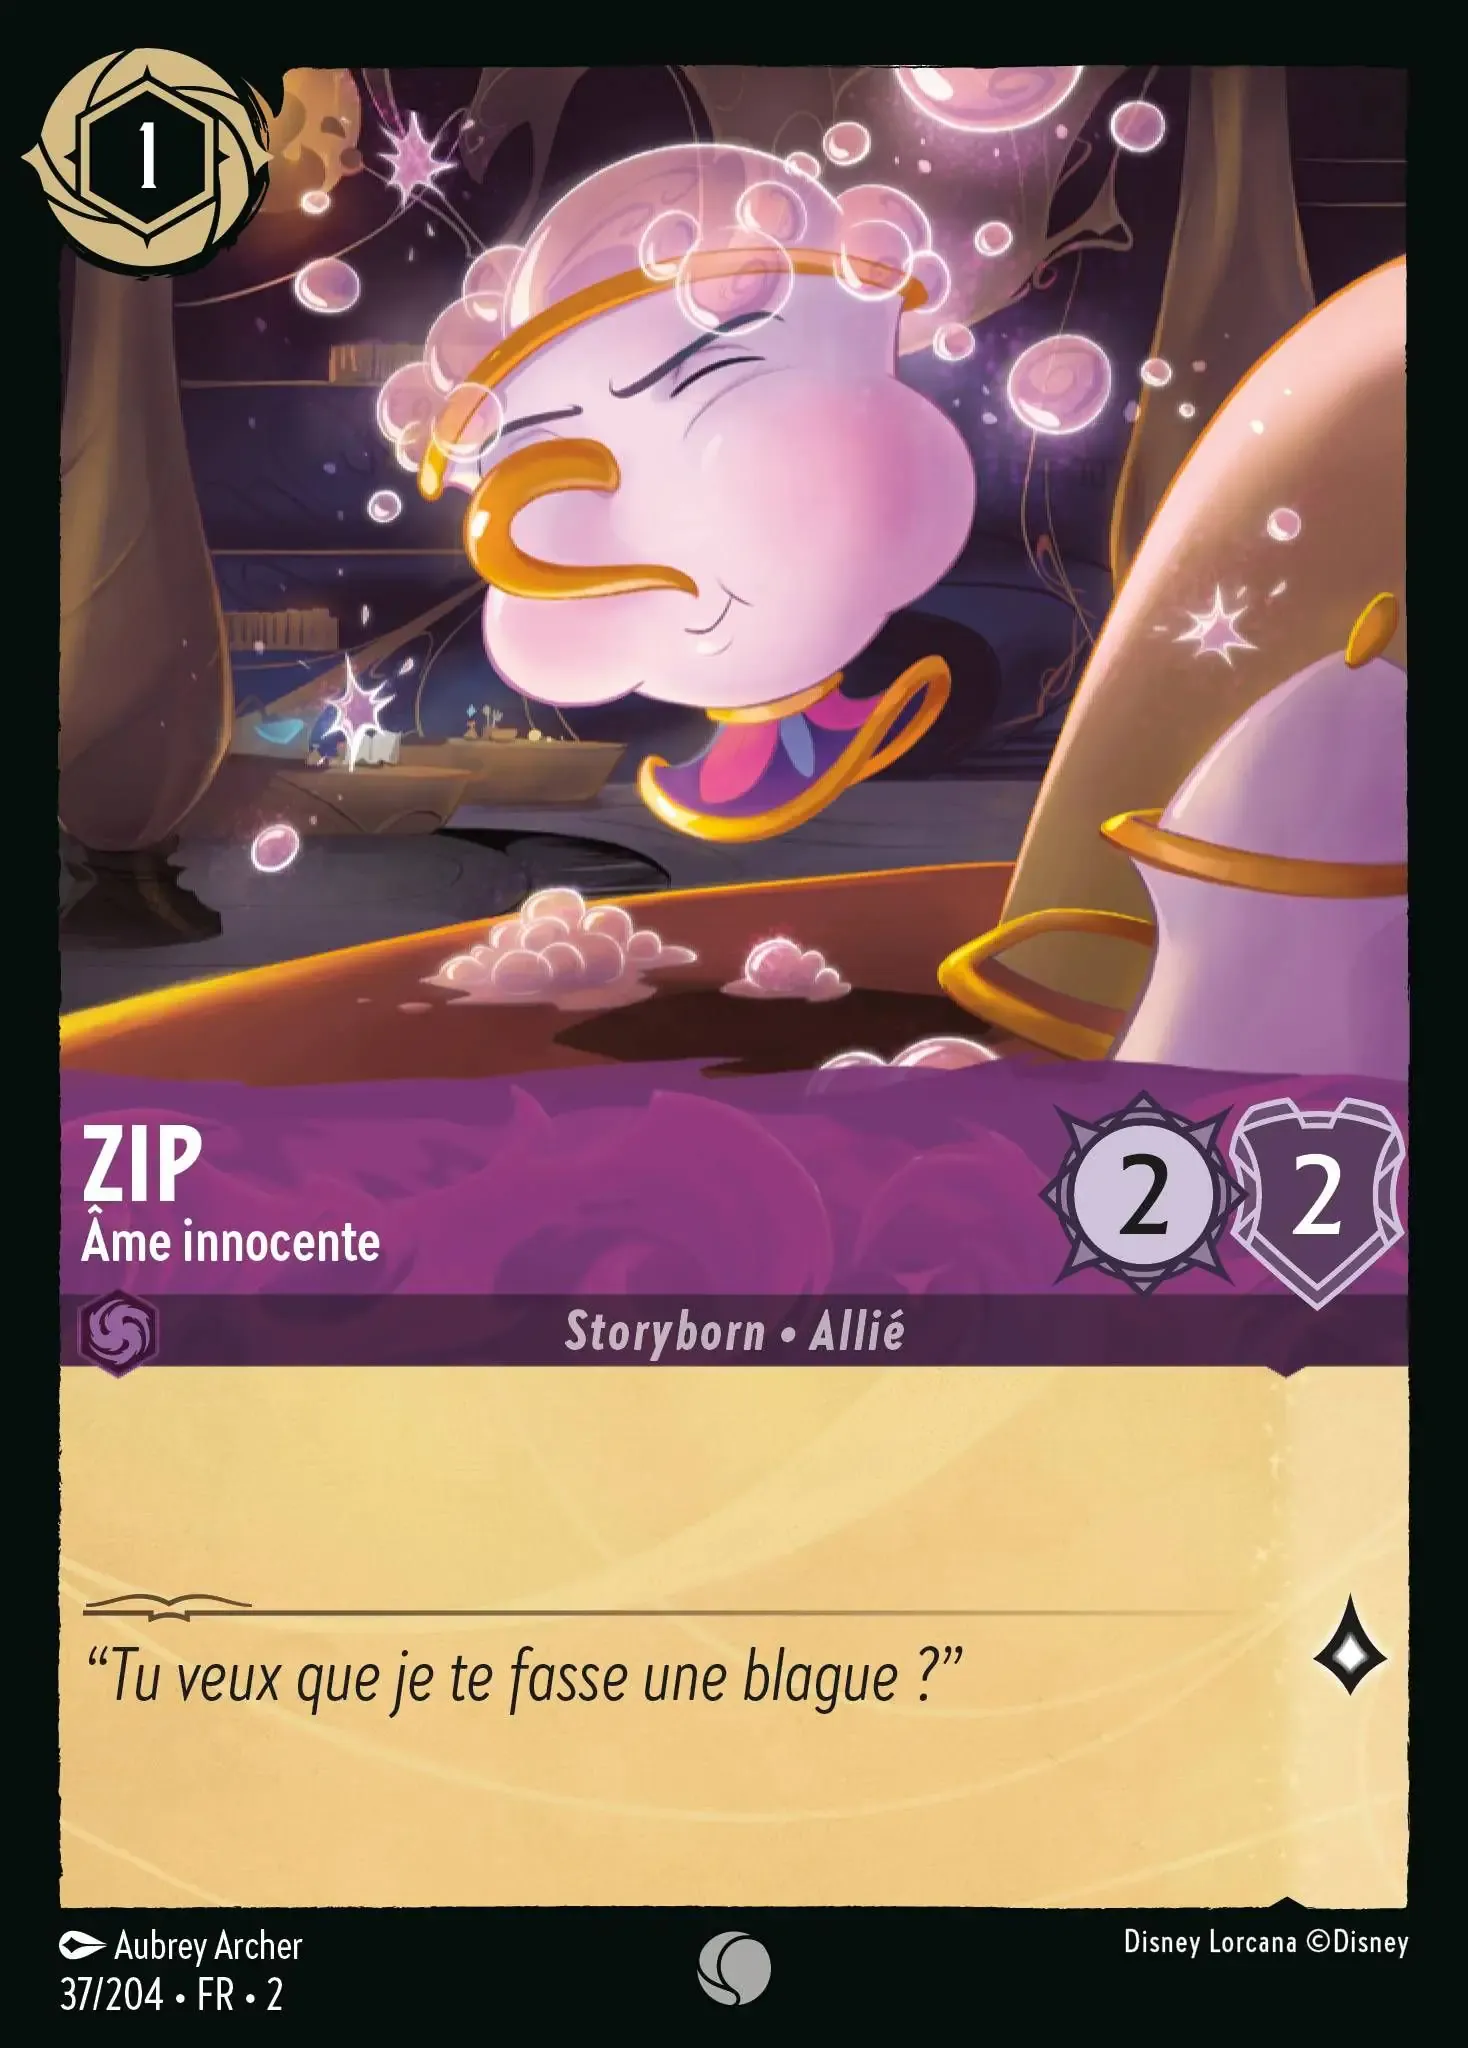 1
ZIP
Âme innocente
2
2
Storyborn • Allié
“Tu veux que je te fasse une blague ?”
Aubrey Archer
37/204 • FR • 2
Disney Lorcana ©Disney